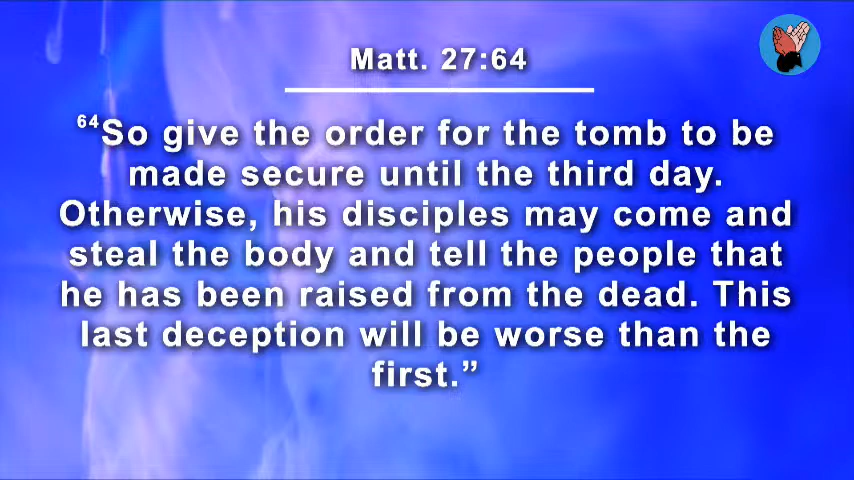 Matt. 27:64
64So give the order for the tomb to be
made secure until the third day.
Otherwise, his disciples may come and
steal the body and tell the people that
he has been raised from the dead. This
last deception will be worse than the
first.”